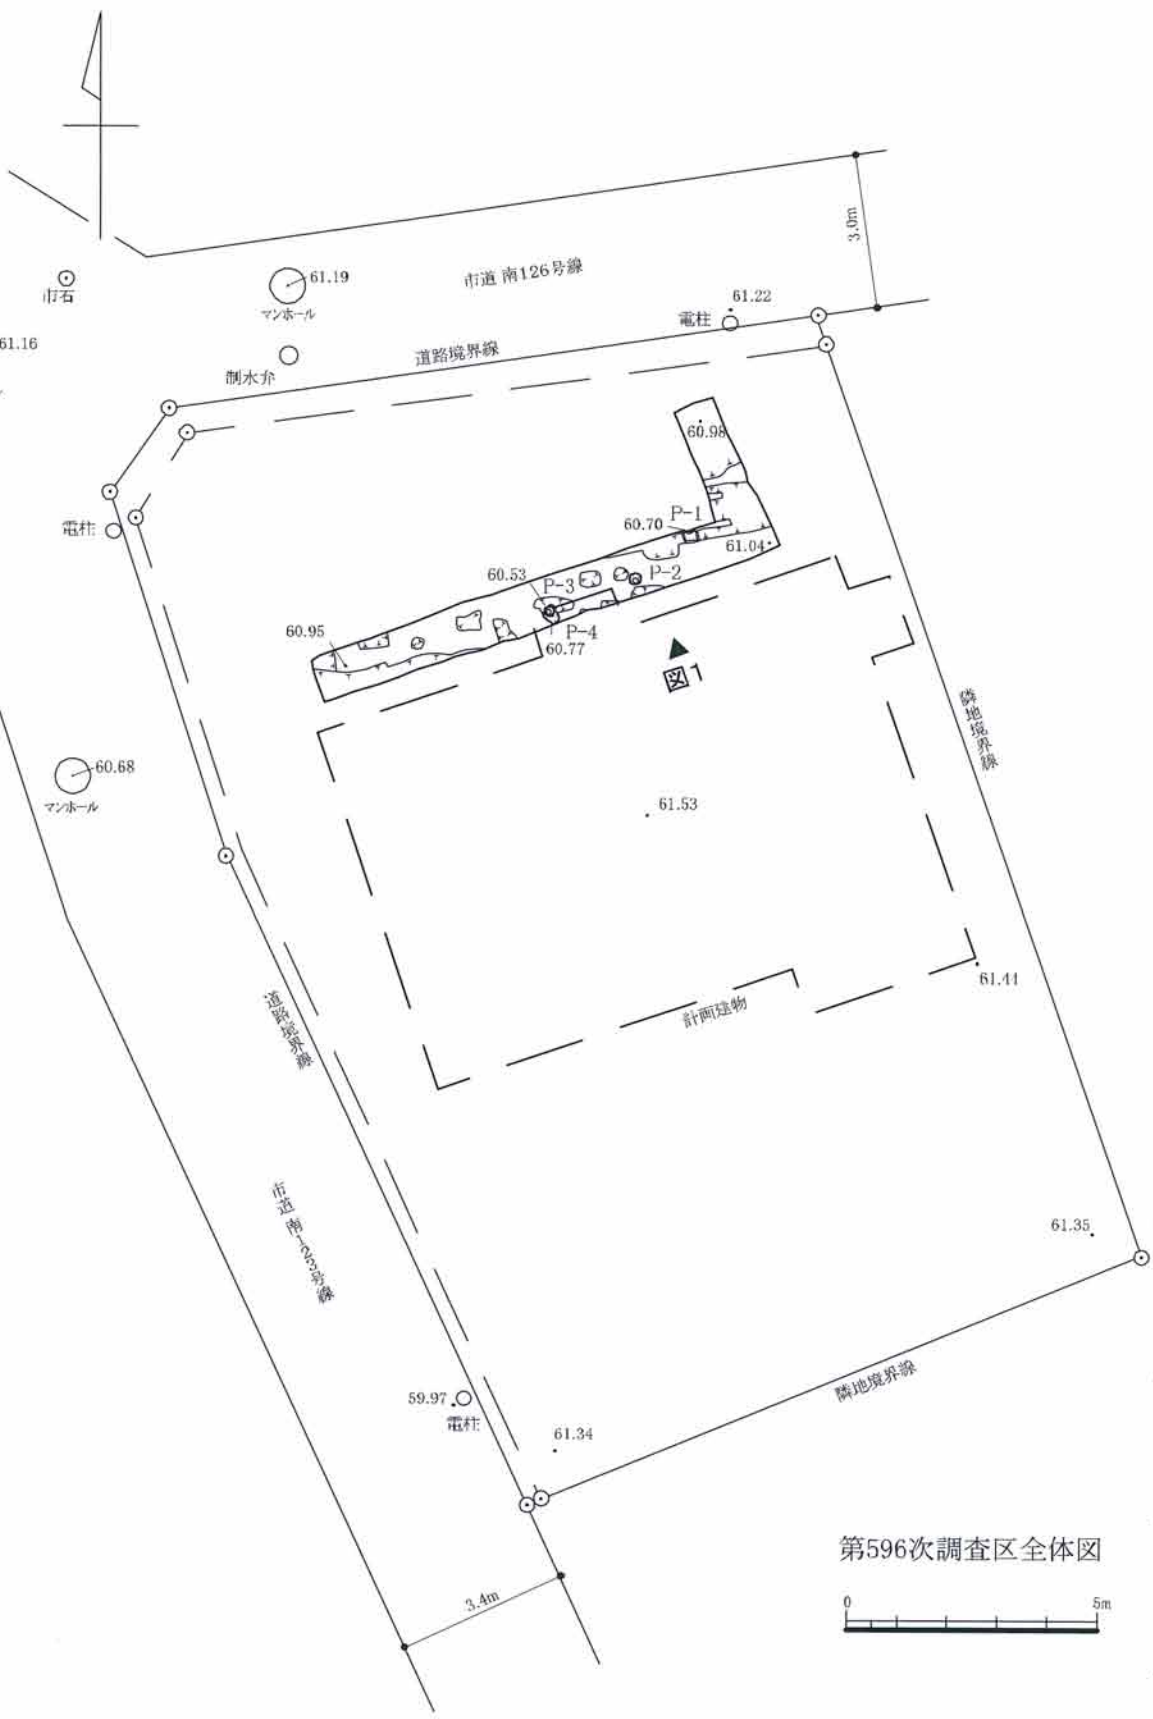 3.0m
市道 南126号線
61.19
マンホール
市石
61.22
電柱
61.16
道路境界線
制水弁
60.98
電柱
P-1
60.70
61.04
60.53
P-3
P-2
60.95
P-4
60.77
図1
隣地境界線
60.68
マンホール
61.53
61.41
計画建物
道路境界線
市道 南123号線
61.35
隣地境界線
59.97
電柱
61.34
第596次調査区全体図
0 5m
3.4m